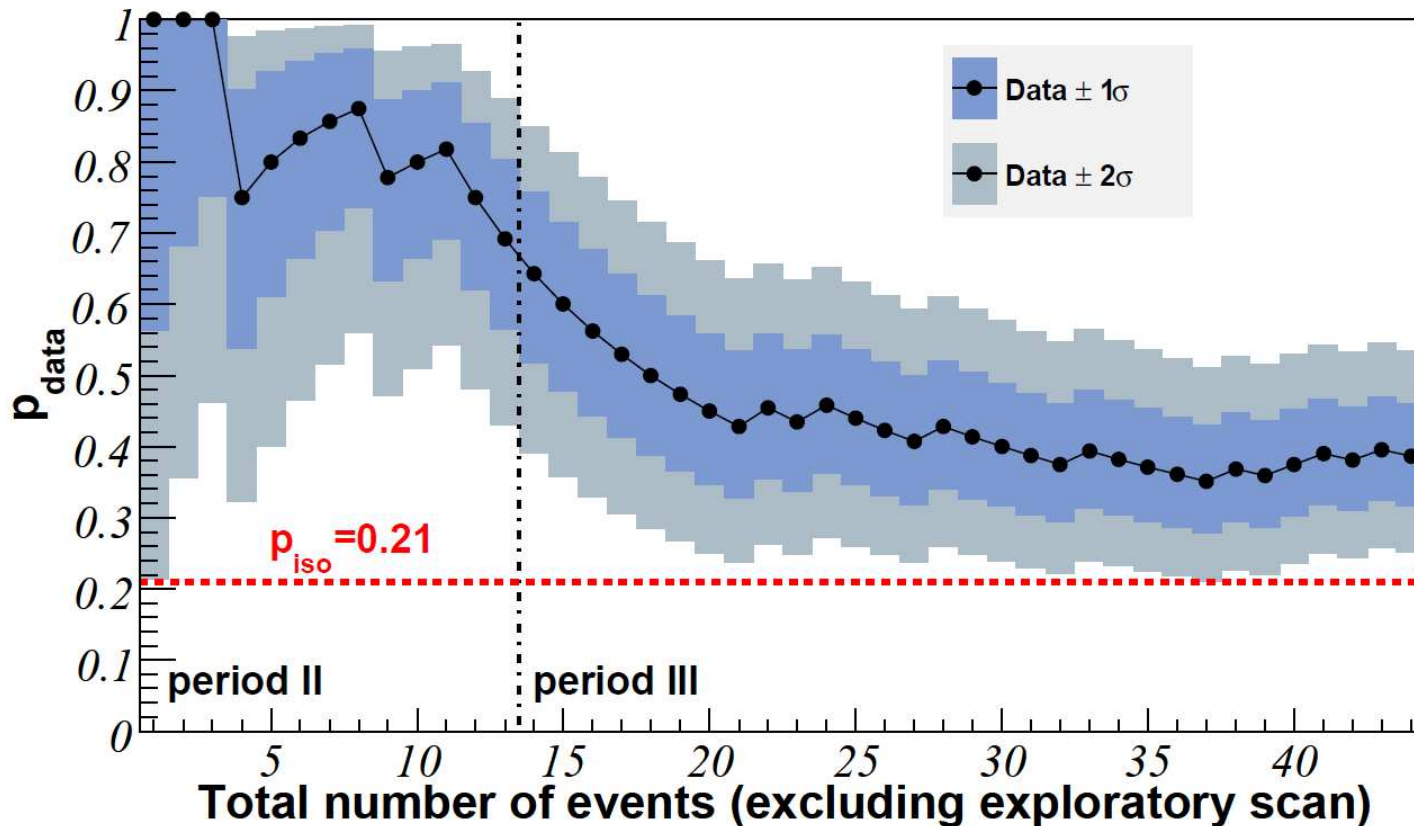 1
0.9
0.8
0.7
0.6
0.5
0.4
0.3
0.2
0.1
0
p_data
Data ± 1σ
Data ± 2σ
p_iso=0.21
period II
period III
5 10 15 20 25 30 35 40
Total number of events (excluding exploratory scan)